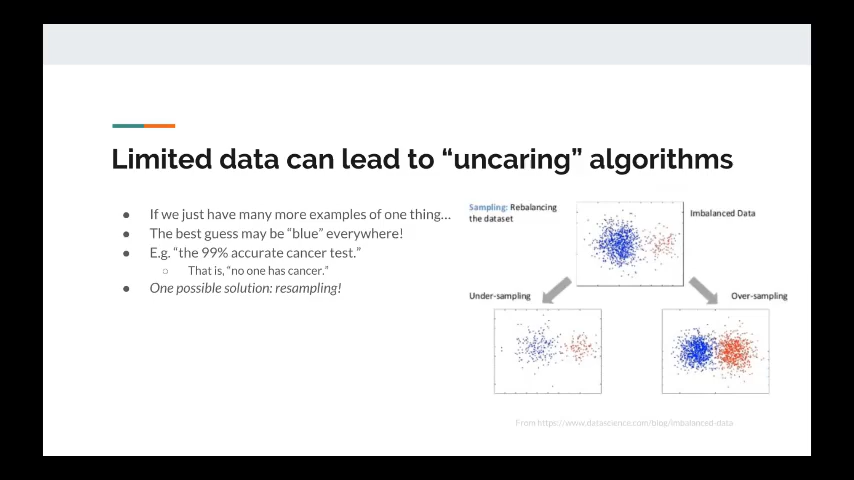 Limited data can lead to “uncaring” algorithms
● If we just have many more examples of one thing...
● The best guess may be “blue” everywhere!
● E.g. “the 99% accurate cancer test.”
○ That is, “no one has cancer.”
● One possible solution: resampling!
Sampling: Rebalancing
the dataset
Imbalanced Data
Under-sampling
Over-sampling
From https://www.datascience.com/blog/imbalanced-data